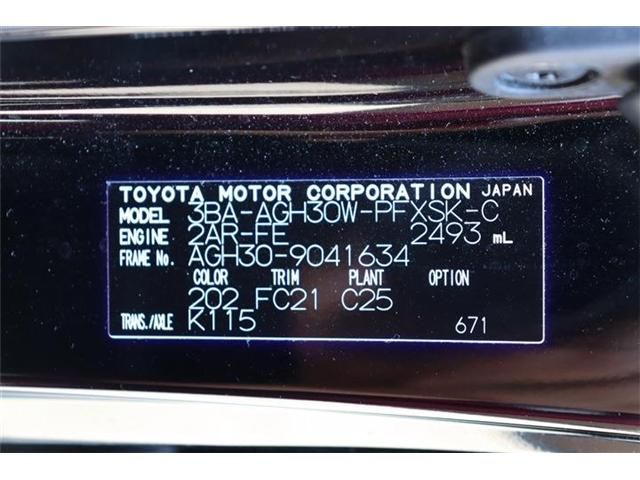 TOYOTA MOTOR CORPORATION JAPAN
MODEL 3BA-AGH30W-PFXSK-C
ENGINE 2AR-FE 2493 mL
FRAME No. AGH30-9041634
COLOR TRIM PLANT OPTION
202 FC21 C25
TRANS./AXLE K115 671